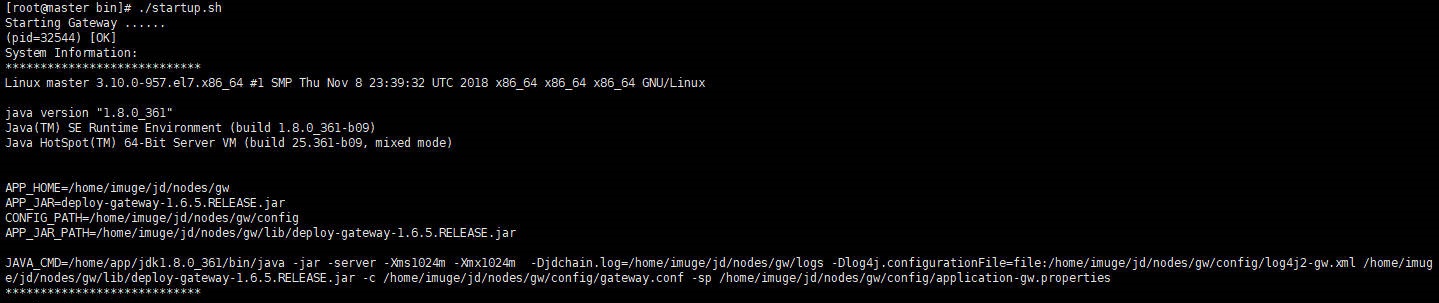 [root@master bin]# ./startup.sh
Starting Gateway ......
(pid=32544) [OK]
System Information:
****************************
Linux master 3.10.0-957.el7.x86_64 #1 SMP Thu Nov 8 23:39:32 UTC 2018 x86_64 x86_64 x86_64 GNU/Linux
java version "1.8.0_361"
Java(TM) SE Runtime Environment (build 1.8.0_361-b09)
Java HotSpot(TM) 64-Bit Server VM (build 25.361-b09, mixed mode)
APP_HOME=/home/imuge/jd/nodes/gw
APP_JAR=deploy-gateway-1.6.5.RELEASE.jar
CONFIG_PATH=/home/imuge/jd/nodes/gw/config
APP_JAR_PATH=/home/imuge/jd/nodes/gw/lib/deploy-gateway-1.6.5.RELEASE.jar
JAVA_CMD=/home/app/jdk1.8.0_361/bin/java -jar -server -Xms1024m -Xmx1024m  -Djdchain.log=/home/imuge/jd/nodes/gw/logs -Dlog4j.configurationFile=file:/home/imuge/jd/nodes/gw/config/log4j2-gw.xml /home/imug
e/jd/nodes/gw/lib/deploy-gateway-1.6.5.RELEASE.jar -c /home/imuge/jd/nodes/gw/config/gateway.conf -sp /home/imuge/jd/nodes/gw/config/application-gw.properties
****************************